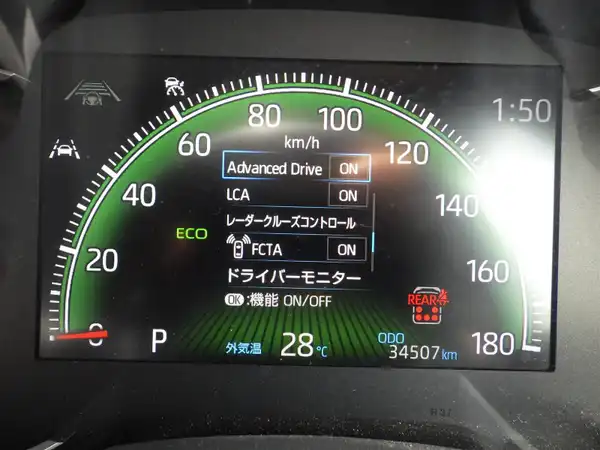 1:50
80
100
60
120
km/h
Advanced Drive ON
LCA ON
40
140
レーダークルーズコントロール
ECO
FCTA ON
20
160
ドライバーモニター
OK:機能 ON/OFF
REAR
0
P
外気温 28℃
ODO
34507km
180